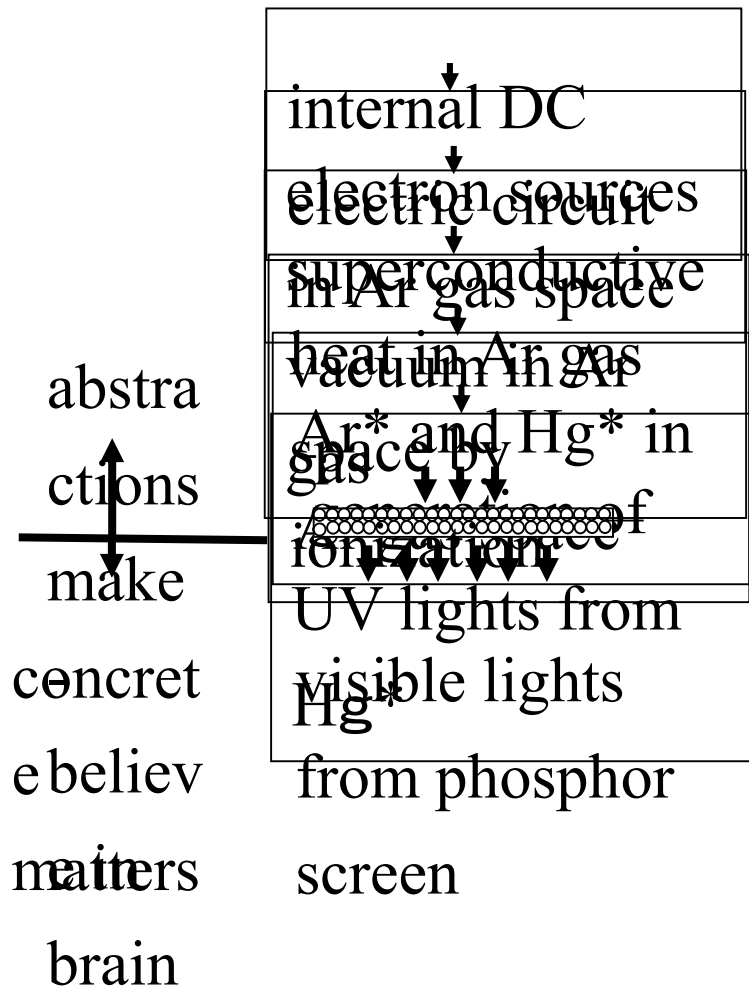 abstra
ctions
make
-
believ
e in
brain
concret
e
matters
internal DC
electric circuit
electron sources
in Ar gas space
superconductive
vacuum in Ar
gas
heat in Ar gas
space by
ionization
Ar* and Hg* in
of
UV lights from
Hg*
visible lights
from phosphor
screen